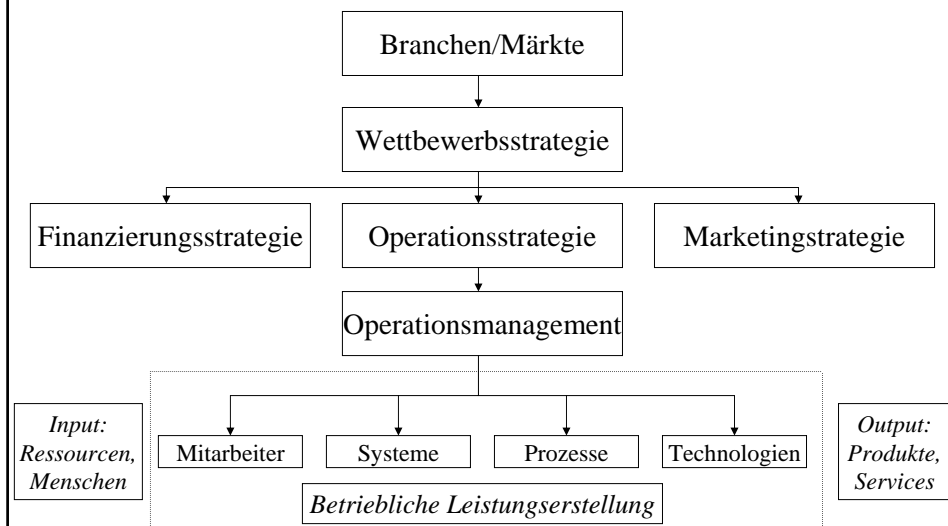 Branchen/Märkte
Wettbewerbsstrategie
Finanzierungsstrategie
Operationsstrategie
Marketingstrategie
Operationsmanagement
Input:
Ressourcen,
Menschen
Mitarbeiter
Systeme
Prozesse
Technologien
Betriebliche Leistungserstellung
Output:
Produkte,
Services